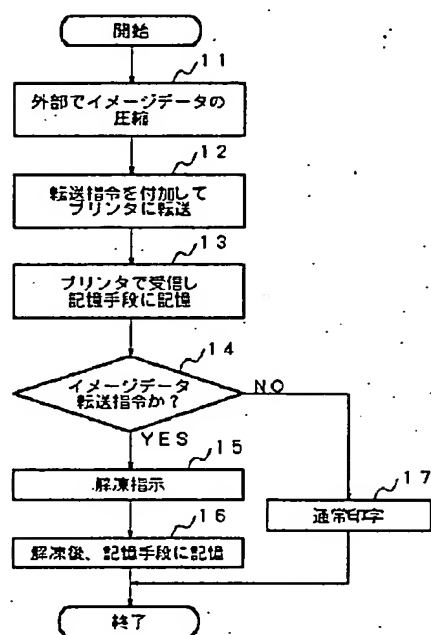 開始
11
外部でイメージデータの
圧縮
12
転送指令を付加して
プリンタに転送
13
プリンタで受信し
記憶手段に記憶
14
イメージデータ
転送指令か？
NO
YES
15
解凍指示
17
通常印字
16
解凍後、記憶手段に記憶
終了